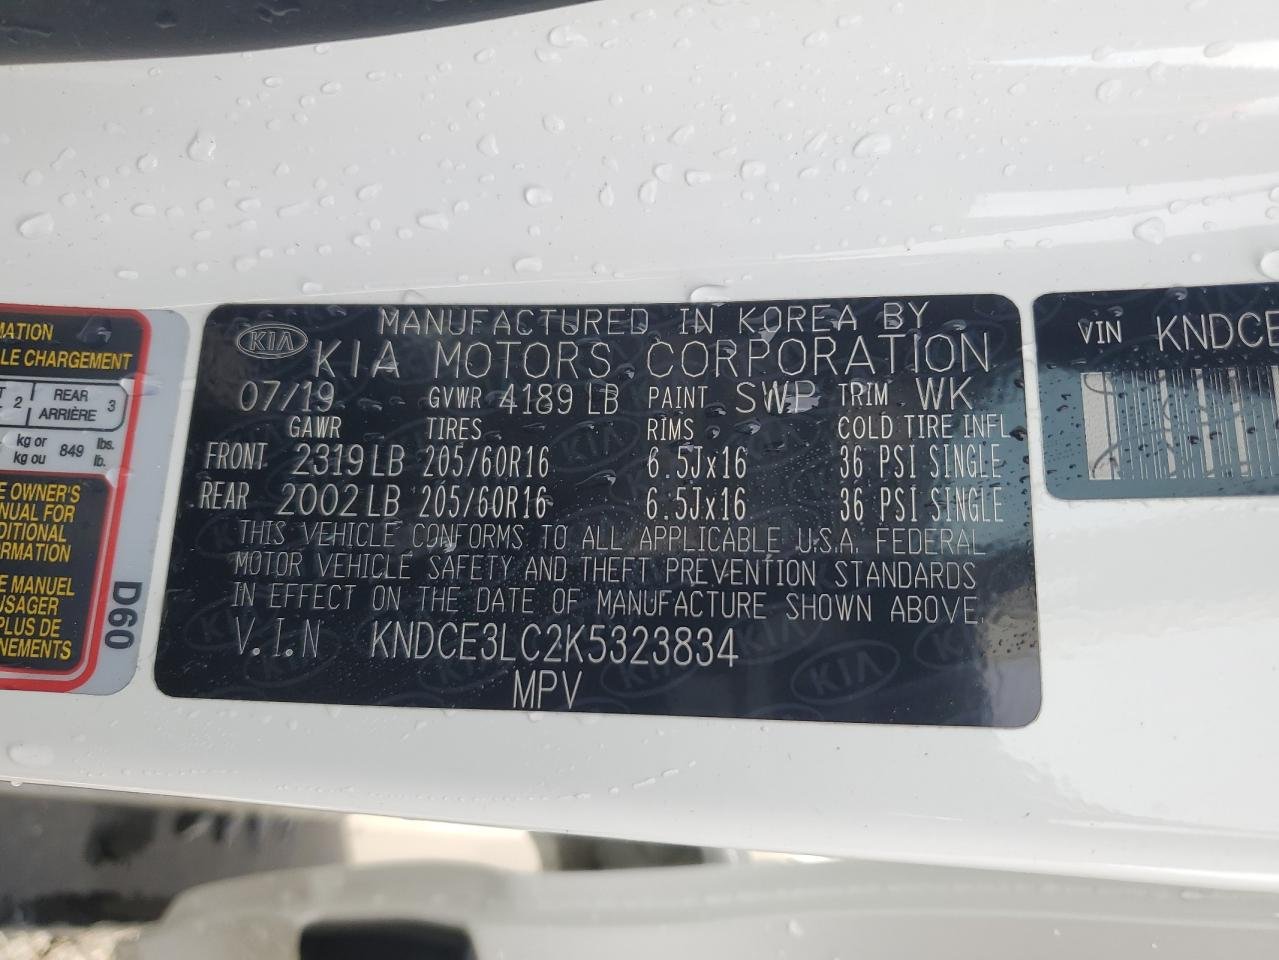 MATION
LE CHARGEMENT
2
REAR
ARRIÈRE
3
kg or
kg ou
849
lbs.
lb.
E OWNER'S
NUAL FOR
DITIONAL
ORMATION
E MANUEL
USAGER
PLUS DE
NEMENTS
D60
MANUFACTURED IN KOREA BY
KIA
KIA MOTORS CORPORATION
07/19 GVWR 4189 LB PAINT SWP TRIM WK
GAWR TIRES RIMS COLD TIRE INFL
FRONT 2319 LB 205/60R16 6.5Jx16 36 PSI SINGLE
REAR 2002 LB 205/60R16 6.5Jx16 36 PSI SINGLE
THIS VEHICLE CONFORMS TO ALL APPLICABLE U.S.A. FEDERAL
MOTOR VEHICLE SAFETY AND THEFT PREVENTION STANDARDS
IN EFFECT ON THE DATE OF MANUFACTURE SHOWN ABOVE.
V.I.N KNDCE3LC2K5323834
MPV
VIN KNDCE